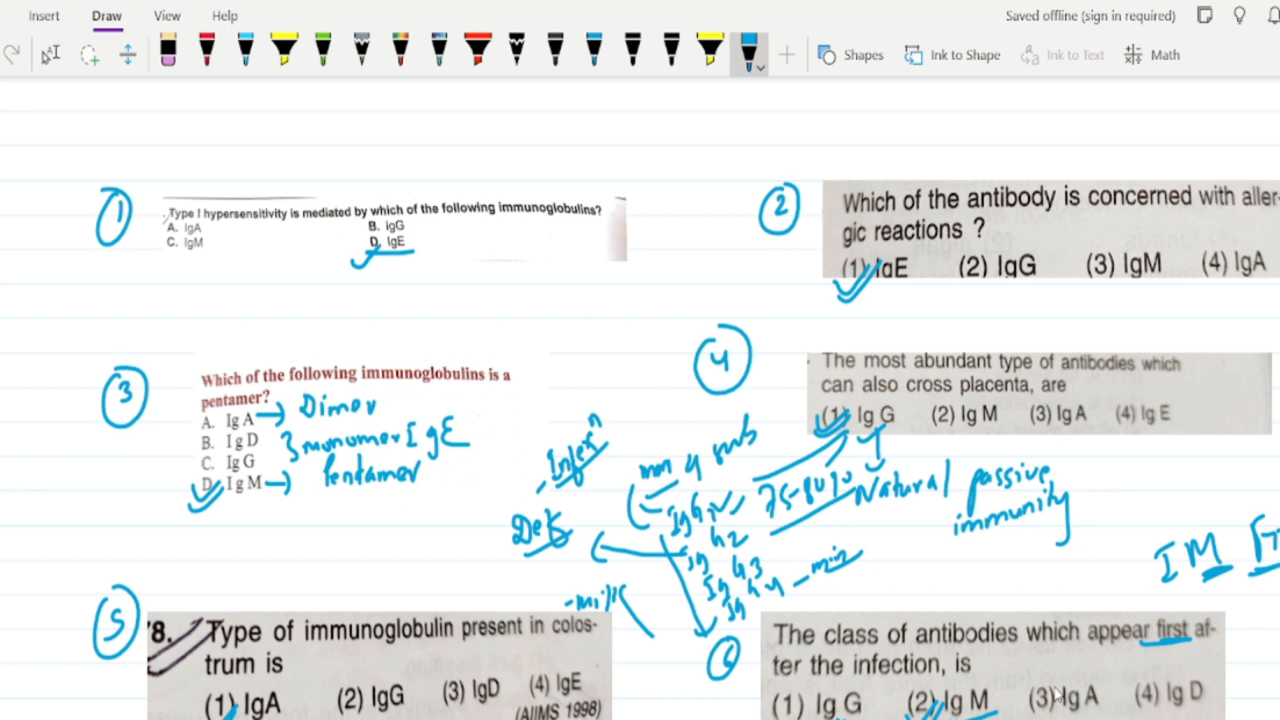 Insert Draw View Help Saved offline (sign in required)
Shapes Ink to Shape Ink to Text Math
1
Type I hypersensitivity is mediated by which of the following immunoglobulins?
A. IgA B. IgG
C. IgM D. IgE
2
Which of the antibody is concerned with aller-
gic reactions ?
(1) IgE (2) IgG (3) IgM (4) IgA
3
Which of the following immunoglobulins is a
pentamer?
A. Ig A → Dimer
B. I g D } monomer [ IgE
C. Ig G
D. I g M → Pentamer
4
The most abundant type of antibodies which
can also cross placenta, are
(1) Ig G (2) Ig M (3) Ig A (4) Ig E
75-80%
Natural passive
immunity
milk
5
8. Type of immunoglobulin present in colos-
trum is
(1) IgA (2) IgG (3) IgD (4) IgE
(AIIMS 1998)
6
The class of antibodies which appear first af-
ter the infection, is
(1) Ig G (2) Ig M (3) Ig A (4) Ig D